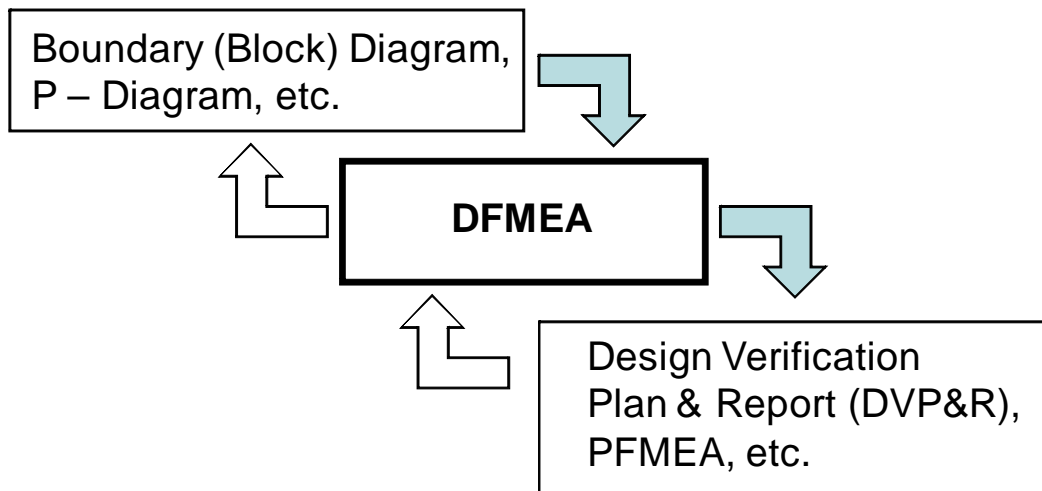 Boundary (Block) Diagram,
P – Diagram, etc.
DFMEA
Design Verification
Plan & Report (DVP&R),
PFMEA, etc.